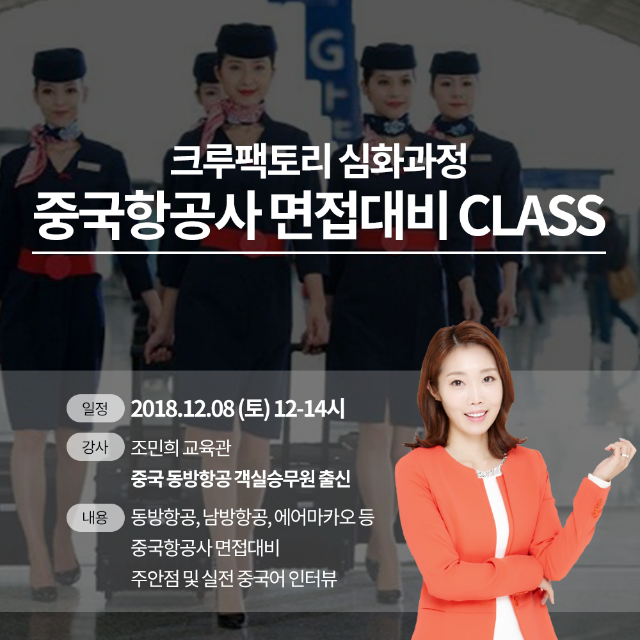 크루팩토리 심화과정
중국항공사 면접대비 CLASS
일정 2018.12.08 (토) 12-14시
강사 조민희 교육관
중국 동방항공 객실승무원 출신
내용 동방항공, 남방항공, 에어마카오 등
중국항공사 면접대비
주안점 및 실전 중국어 인터뷰